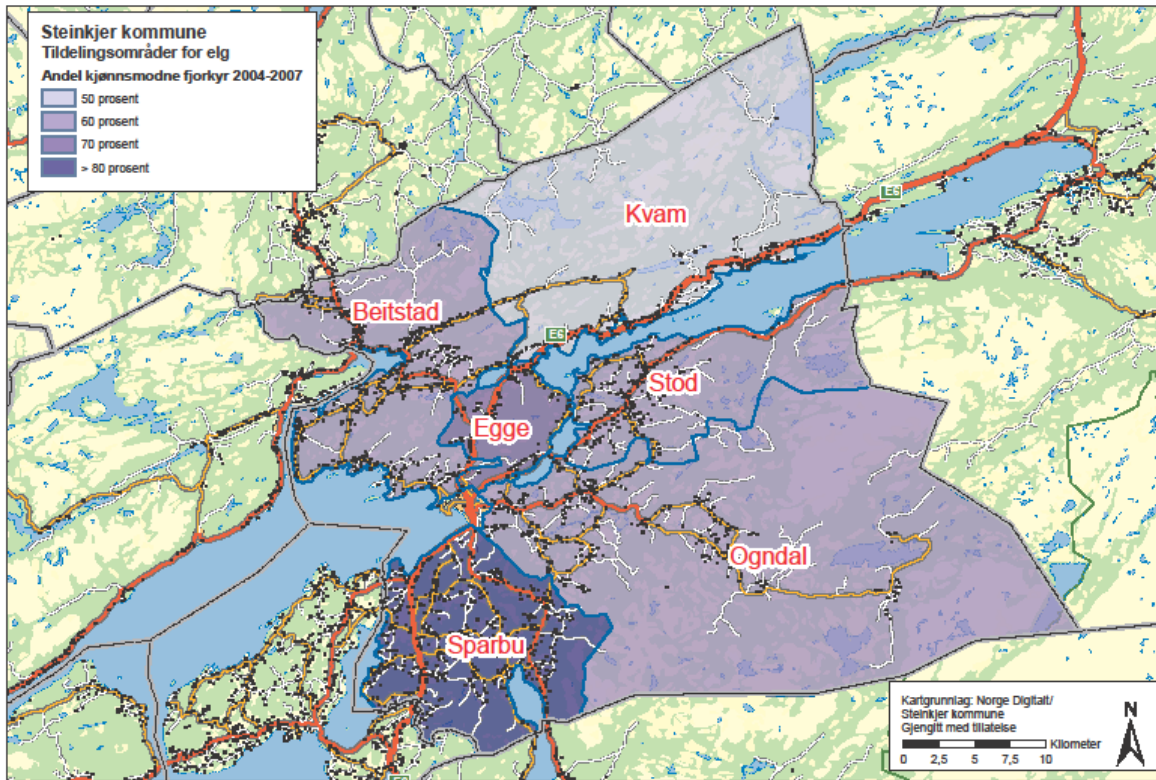 Steinkjer kommune
Tildelingsområder for elg
Andel kjønnsmodne fjorkyr 2004-2007
50 prosent
60 prosent
70 prosent
> 80 prosent
Kvam
E6
Beitstad
E6
Stod
Egge
Ogndal
Sparbu
Kartgrunnlag: Norge Digitalt/
Steinkjer kommune
Gjengitt med tillatelse
N
Kilometer
0 2,5 5 7,5 10